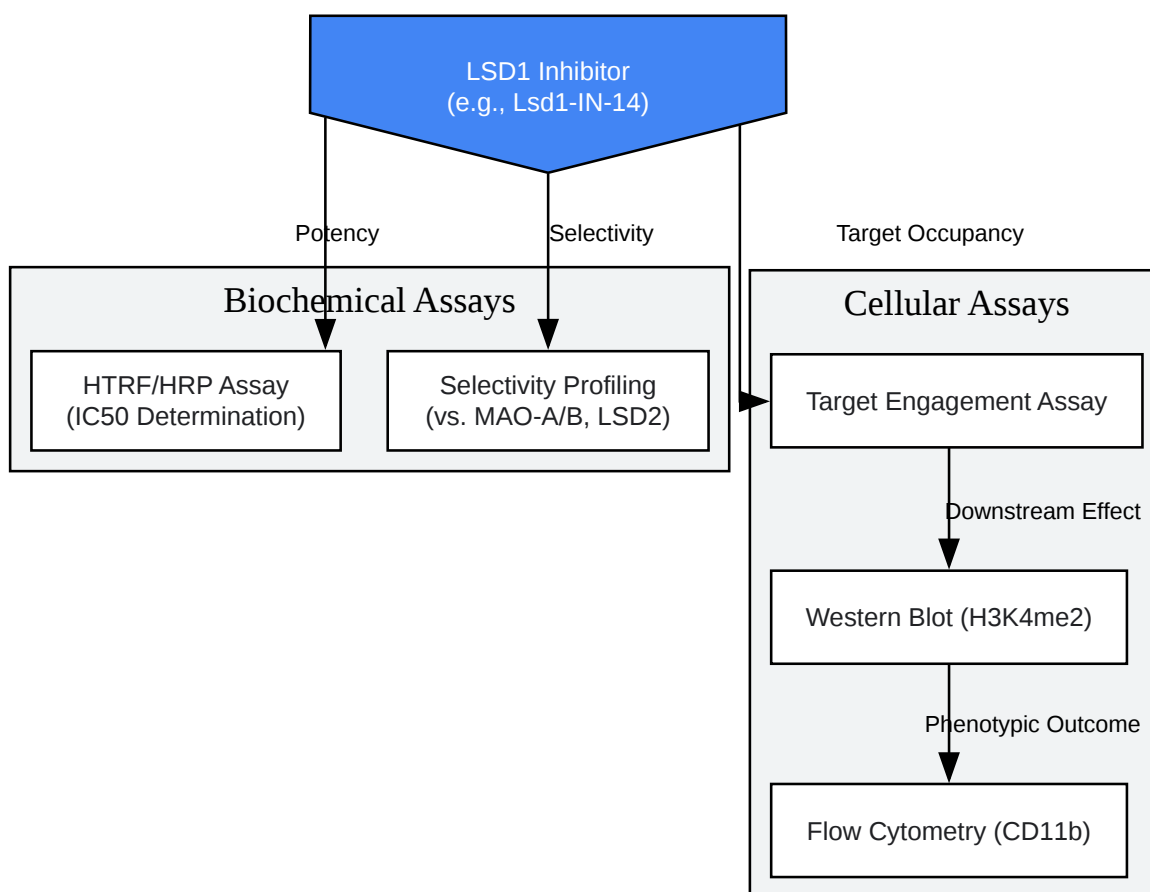 LSD1 Inhibitor
(e.g., Lsd1-IN-14)
Potency
Selectivity
Target Occupancy
Biochemical Assays
HTRF/HRP Assay
(IC50 Determination)
Selectivity Profiling
(vs. MAO-A/B, LSD2)
Cellular Assays
Target Engagement Assay
Downstream Effect
Western Blot (H3K4me2)
Phenotypic Outcome
Flow Cytometry (CD11b)